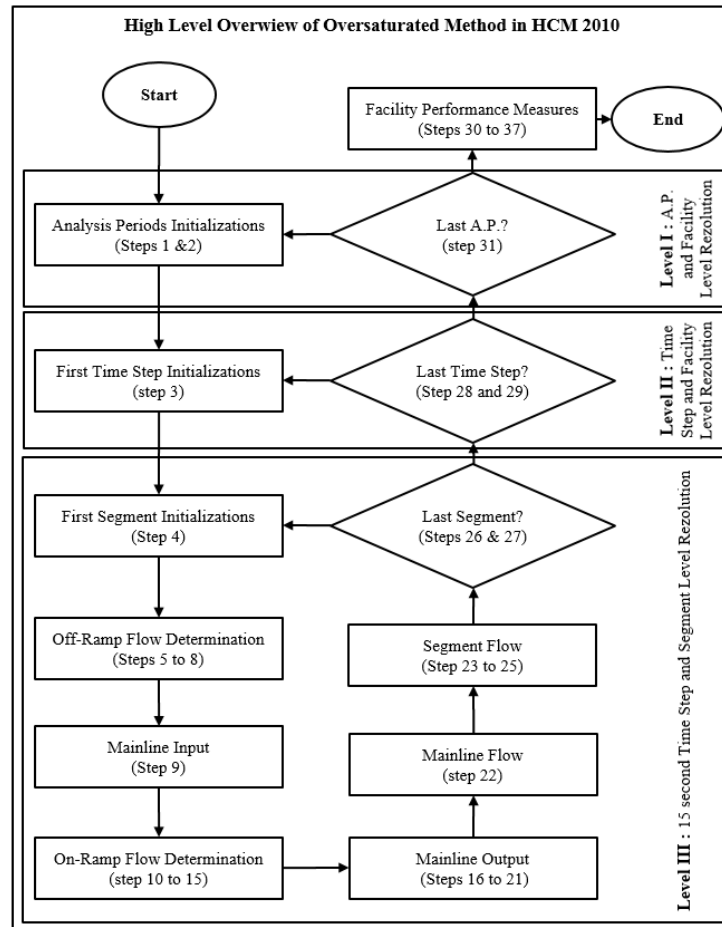 High Level Overwiew of Oversaturated Method in HCM 2010
Start
Facility Performance Measures
(Steps 30 to 37)
End
Analysis Periods Initializations
(Steps 1 &2)
Last A.P.?
(step 31)
Level I : A.P.
and Facility
Level Rezolution
First Time Step Initializations
(step 3)
Last Time Step?
(Step 28 and 29)
Level II : Time
Step and Facility
Level Rezolution
First Segment Initializations
(Step 4)
Last Segment?
(Steps 26 & 27)
Off-Ramp Flow Determination
(Steps 5 to 8)
Segment Flow
(Step 23 to 25)
Mainline Input
(Step 9)
Mainline Flow
(step 22)
On-Ramp Flow Determination
(step 10 to 15)
Mainline Output
(Steps 16 to 21)
Level III : 15 second Time Step and Segment Level Rezolution